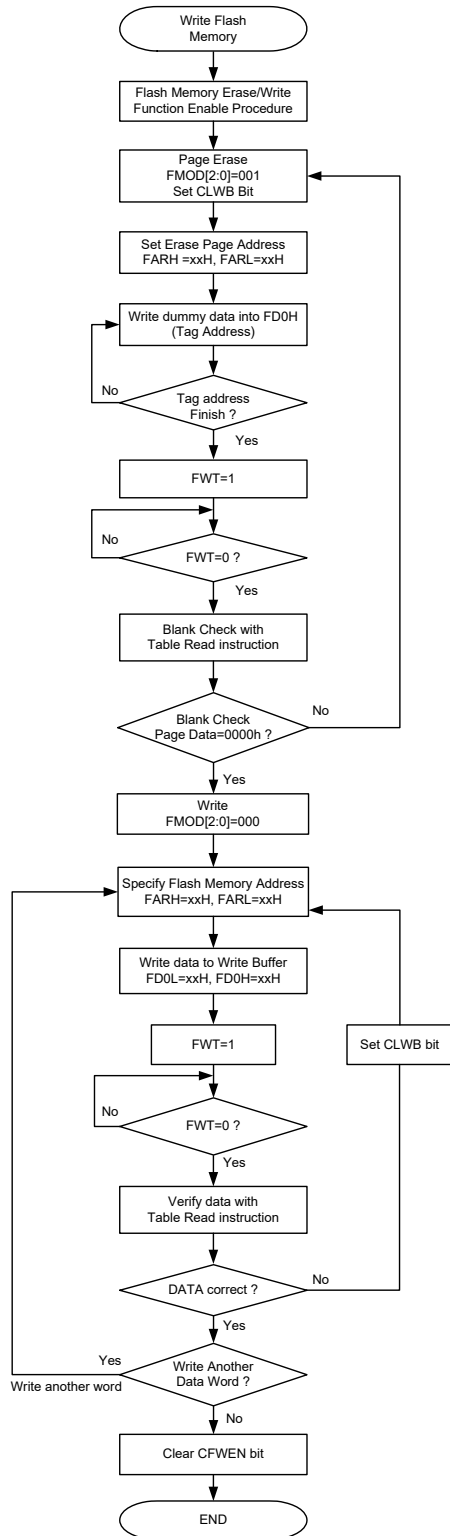 Write Flash
Memory
Flash Memory Erase/Write
Function Enable Procedure
Page Erase
FMOD[2:0]=001
Set CLWB Bit
Set Erase Page Address
FARH =xxH, FARL=xxH
Write dummy data into FD0H
(Tag Address)
No
Tag address
Finish ?
Yes
FWT=1
No
FWT=0 ?
Yes
Blank Check with
Table Read instruction
No
Blank Check
Page Data=0000h ?
Yes
Write
FMOD[2:0]=000
Specify Flash Memory Address
FARH=xxH, FARL=xxH
Write data to Write Buffer
FD0L=xxH, FD0H=xxH
FWT=1
Set CLWB bit
No
FWT=0 ?
Yes
Verify data with
Table Read instruction
No
DATA correct ?
Yes
Yes
Write another word
Write Another
Data Word ?
No
Clear CFWEN bit
END